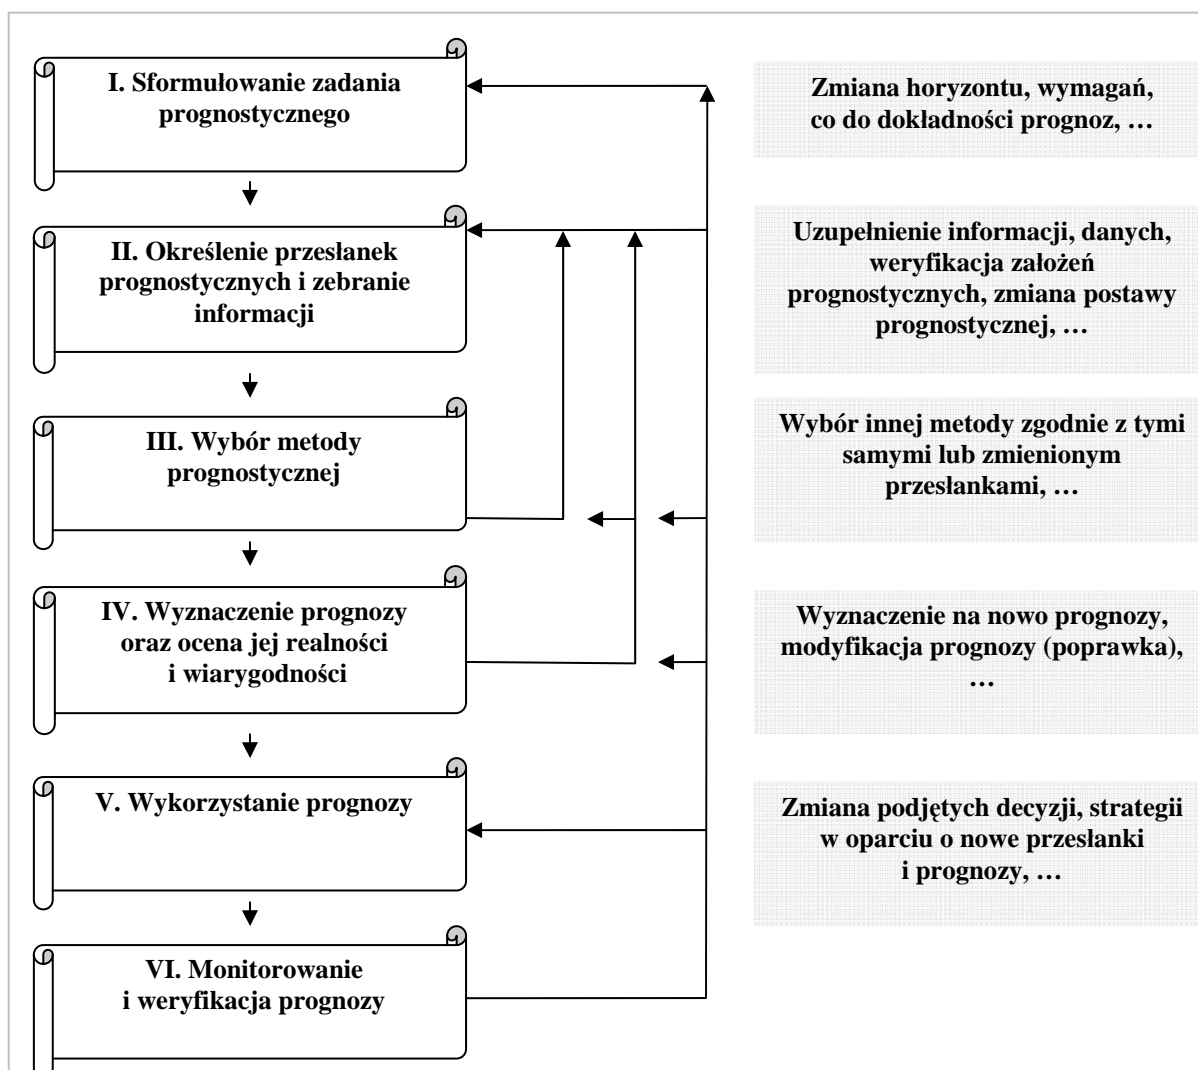 I. Sformułowanie zadania
prognostycznego
Zmiana horyzontu, wymagań,
co do dokładności prognoz, …
II. Określenie przesłanek
prognostycznych i zebranie
informacji
Uzupełnienie informacji, danych,
weryfikacja założeń
prognostycznych, zmiana postawy
prognostycznej, …
III. Wybór metody
prognostycznej
Wybór innej metody zgodnie z tymi
samymi lub zmienionym
przesłankami, …
IV. Wyznaczenie prognozy
oraz ocena jej realności
i wiarygodności
Wyznaczenie na nowo prognozy,
modyfikacja prognozy (poprawka),
…
V. Wykorzystanie prognozy
Zmiana podjętych decyzji, strategii
w oparciu o nowe przesłanki
i prognozy, …
VI. Monitorowanie
i weryfikacja prognozy